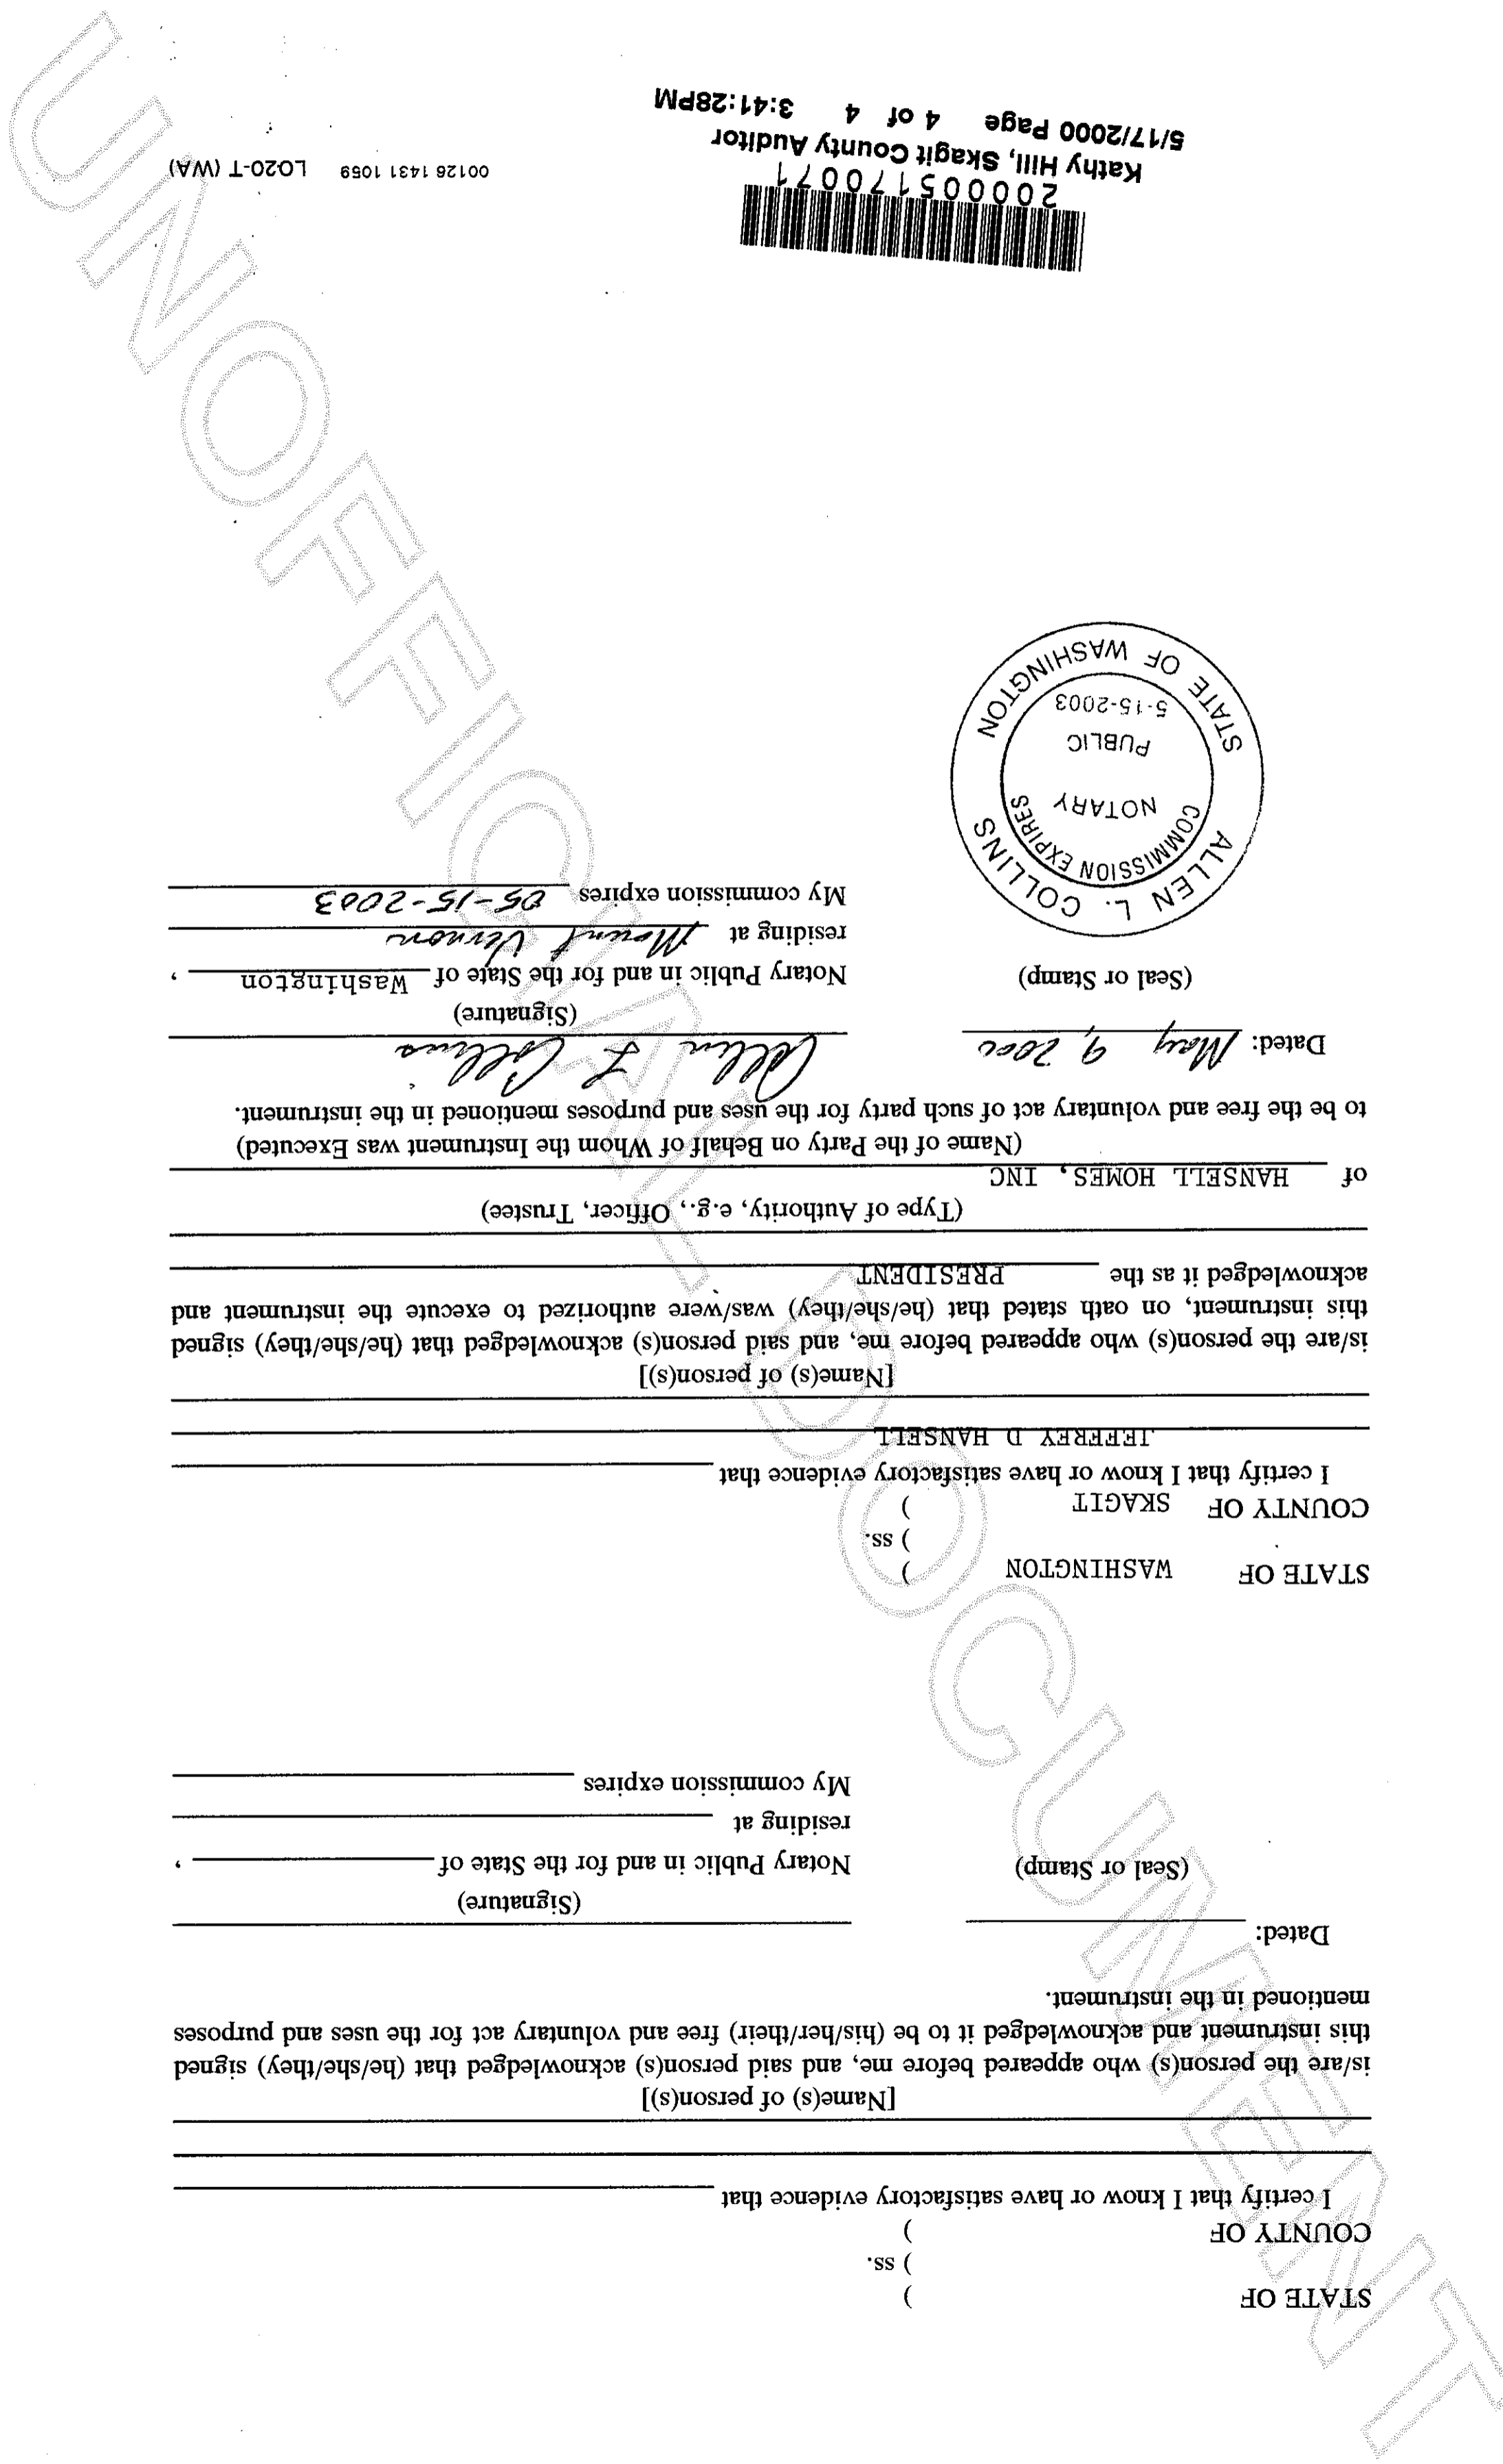 STATE OF )
) ss.
COUNTY OF )
I certify that I know or have satisfactory evidence that
[Name(s) of person(s)]
is/are the person(s) who appeared before me, and said person(s) acknowledged that (he/she/they) signed
this instrument and acknowledged it to be (his/her/their) free and voluntary act for the uses and purposes
mentioned in the instrument.
Dated:
(Signature)
(Seal or Stamp)
Notary Public in and for the State of ,
residing at
My commission expires
STATE OF WASHINGTON )
) ss.
COUNTY OF SKAGIT )
I certify that I know or have satisfactory evidence that
JEFFREY D HANSELL
[Name(s) of person(s)]
is/are the person(s) who appeared before me, and said person(s) acknowledged that (he/she/they) signed
this instrument, on oath stated that (he/she/they) was/were authorized to execute the instrument and
acknowledged it as the PRESIDENT
(Type of Authority, e.g., Officer, Trustee)
of HANSELL HOMES, INC
(Name of the Party on Behalf of Whom the Instrument was Executed)
to be the free and voluntary act of such party for the uses and purposes mentioned in the instrument.
Dated: May 9, 2000 Allen L Collins
(Signature)
(Seal or Stamp)
Notary Public in and for the State of Washington ,
residing at Mount Vernon
My commission expires 05-15-2003
ALLEN L. COLLINS
COMMISSION EXPIRES
NOTARY
PUBLIC
5-15-2003
STATE OF WASHINGTON
200005170071
Kathy Hill, Skagit County Auditor
5/17/2000 Page 4 of 4 3:41:28PM
00126 1431 1059 LO20-T (WA)
UNOFFICIAL DOCUMENT